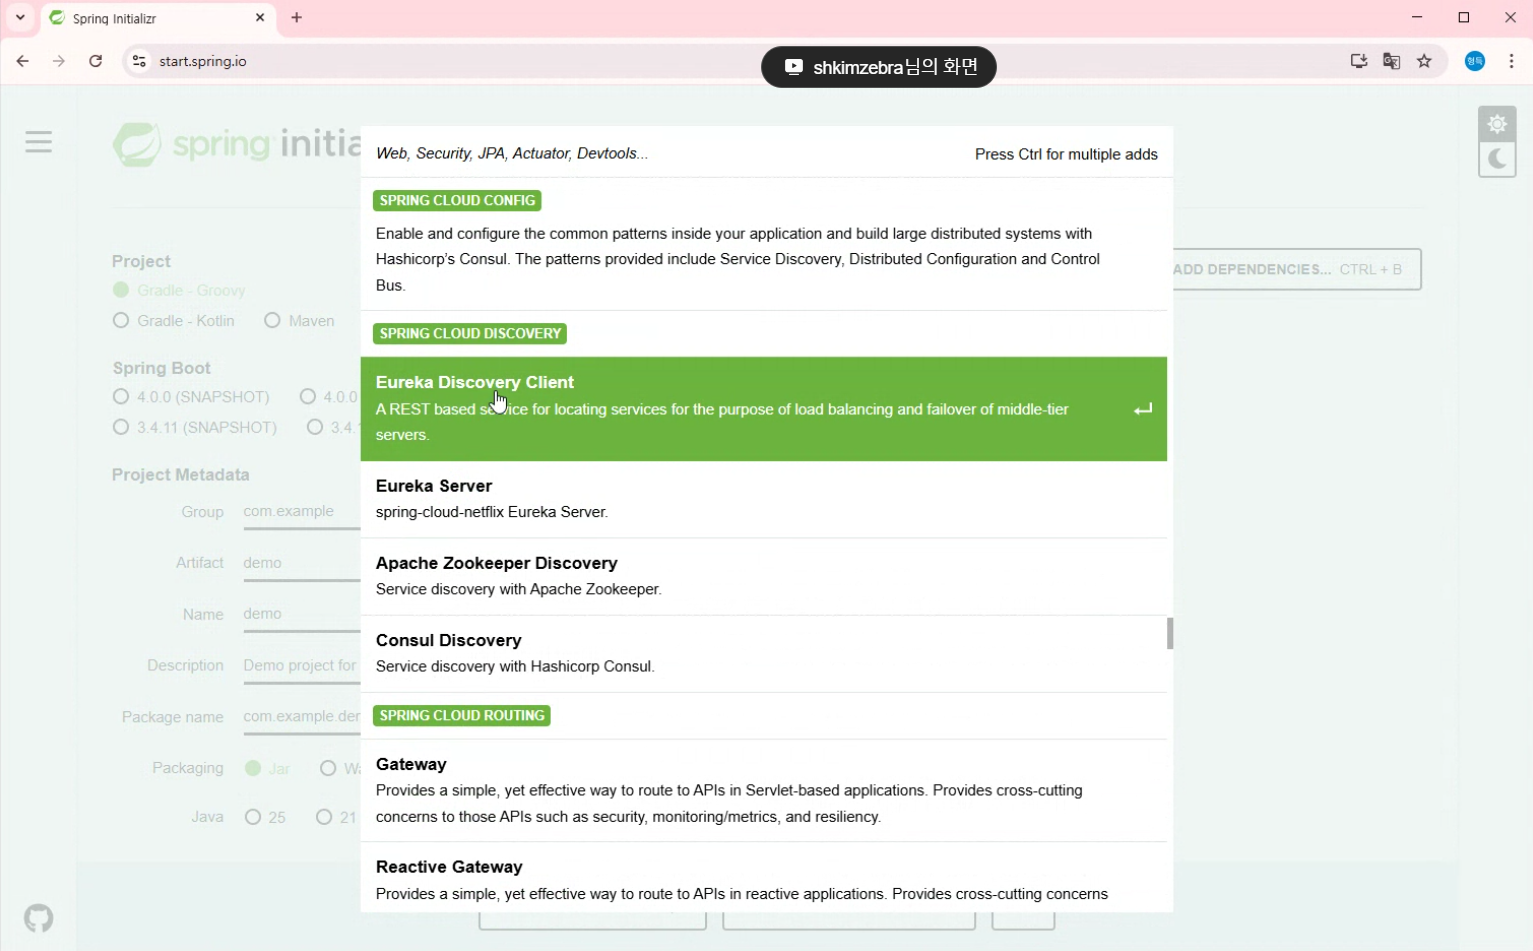 Spring Initializr
start.spring.io
shkimzebra님의 화면
형득
spring initia
Web, Security, JPA, Actuator, Devtools...
Press Ctrl for multiple adds
SPRING CLOUD CONFIG
Enable and configure the common patterns inside your application and build large distributed systems with
Hashicorp's Consul. The patterns provided include Service Discovery, Distributed Configuration and Control
Bus.
ADD DEPENDENCIES... CTRL + B
SPRING CLOUD DISCOVERY
Eureka Discovery Client
A REST based service for locating services for the purpose of load balancing and failover of middle-tier
servers.
Eureka Server
spring-cloud-netflix Eureka Server.
Apache Zookeeper Discovery
Service discovery with Apache Zookeeper.
Consul Discovery
Service discovery with Hashicorp Consul.
SPRING CLOUD ROUTING
Gateway
Provides a simple, yet effective way to route to APIs in Servlet-based applications. Provides cross-cutting
concerns to those APIs such as security, monitoring/metrics, and resiliency.
Reactive Gateway
Provides a simple, yet effective way to route to APIs in reactive applications. Provides cross-cutting concerns
Project
Gradle - Groovy
Gradle - Kotlin Maven
Spring Boot
4.0.0 (SNAPSHOT) 4.0.0
3.4.11 (SNAPSHOT) 3.4.
Project Metadata
Group com.example
Artifact demo
Name demo
Description Demo project for
Package name com.example.der
Packaging Jar Wa
Java 25 21